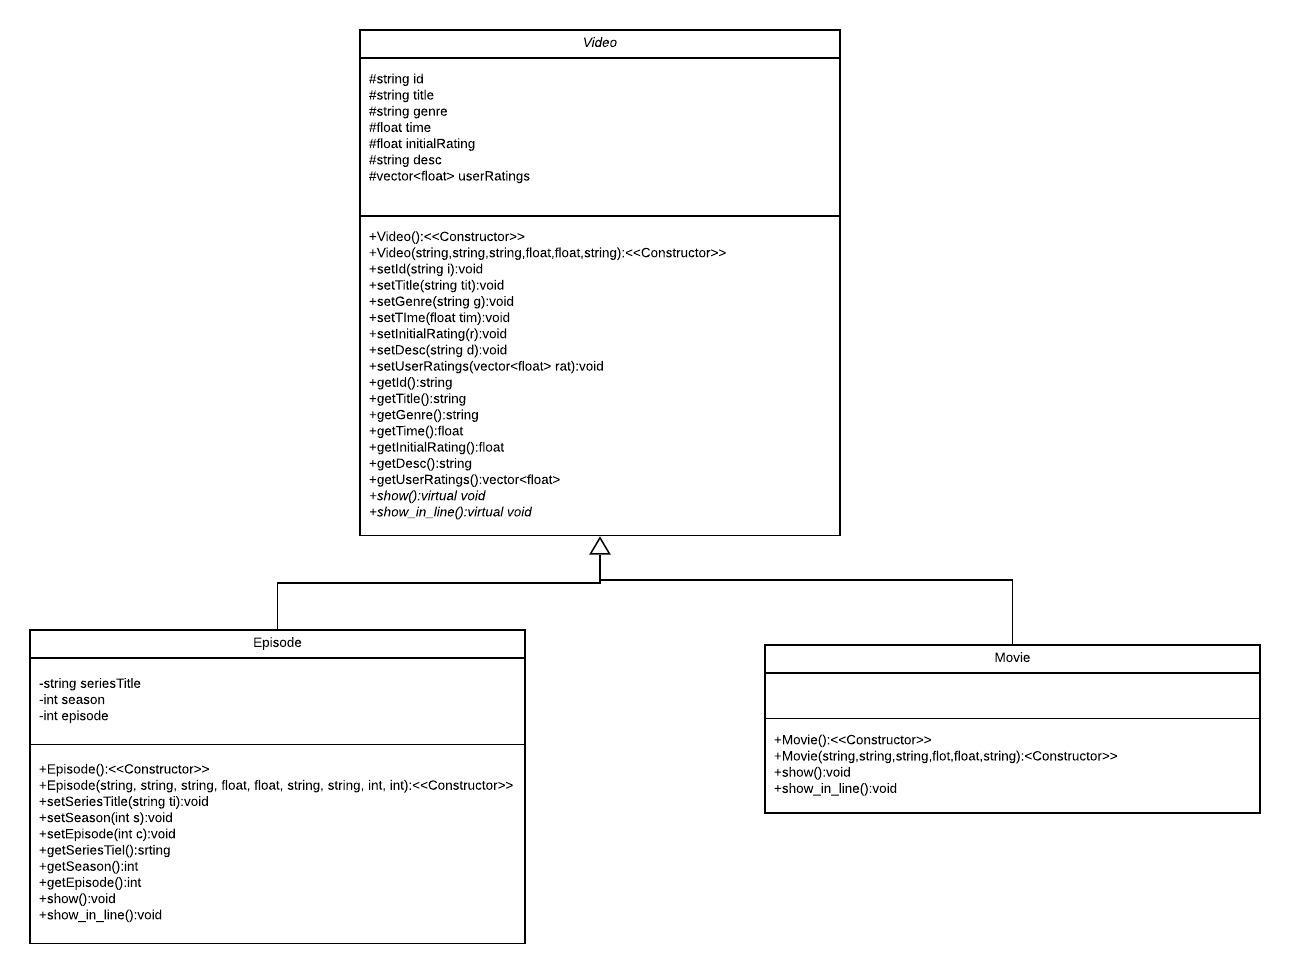 Video
#string id
#string title
#string genre
#float time
#float initialRating
#string desc
#vector<float> userRatings
+Video():<<Constructor>>
+Video(string,string,string,float,float,string):<<Constructor>>
+setId(string i):void
+setTitle(string tit):void
+setGenre(string g):void
+setTIme(float tim):void
+setInitialRating(r):void
+setDesc(string d):void
+setUserRatings(vector<float> rat):void
+getId():string
+getTitle():string
+getGenre():string
+getTime():float
+getInitialRating():float
+getDesc():string
+getUserRatings():vector<float>
+show():virtual void
+show_in_line():virtual void
Episode
-string seriesTitle
-int season
-int episode
+Episode():<<Constructor>>
+Episode(string, string, string, float, float, string, string, int, int):<<Constructor>>
+setSeriesTitle(string ti):void
+setSeason(int s):void
+setEpisode(int c):void
+getSeriesTiel():srting
+getSeason():int
+getEpisode():int
+show():void
+show_in_line():void
Movie
+Movie():<<Constructor>>
+Movie(string,string,string,flot,float,string):<Constructor>>
+show():void
+show_in_line():void